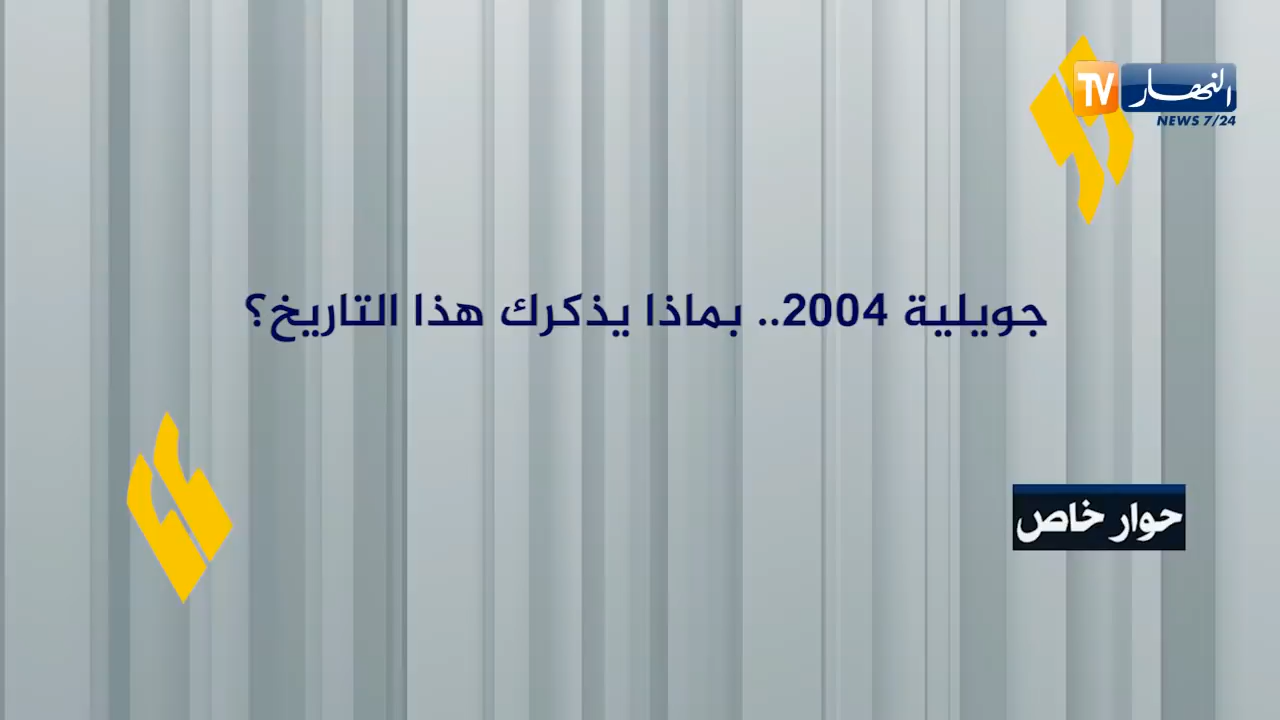 TV النهار
NEWS 7/24
جويلية 2004.. بماذا يذكرك هذا التاريخ؟
حوار خاص